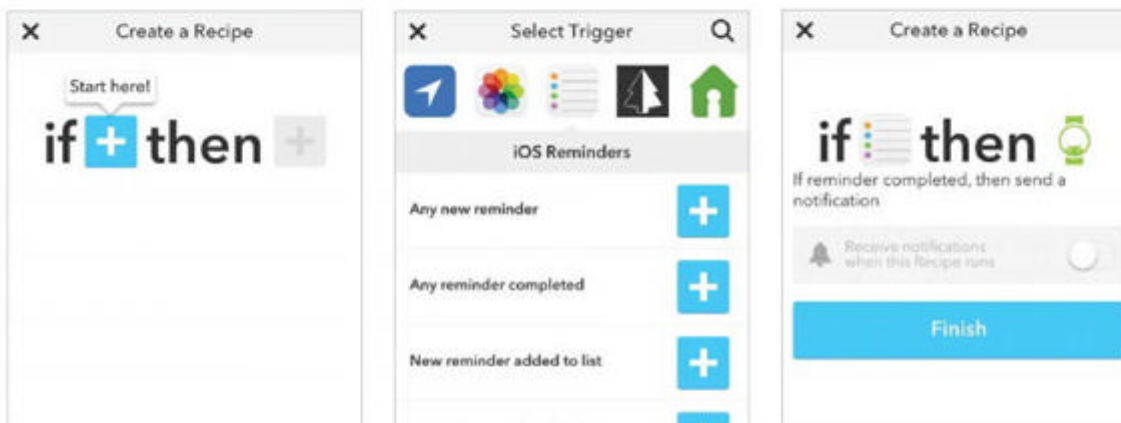 Create a Recipe
Start here!
if + then +
Select Trigger
iOS Reminders
Any new reminder
Any reminder completed
New reminder added to list
Create a Recipe
if then
If reminder completed, then send a
notification
Receive notifications
when this Recipe runs
Finish